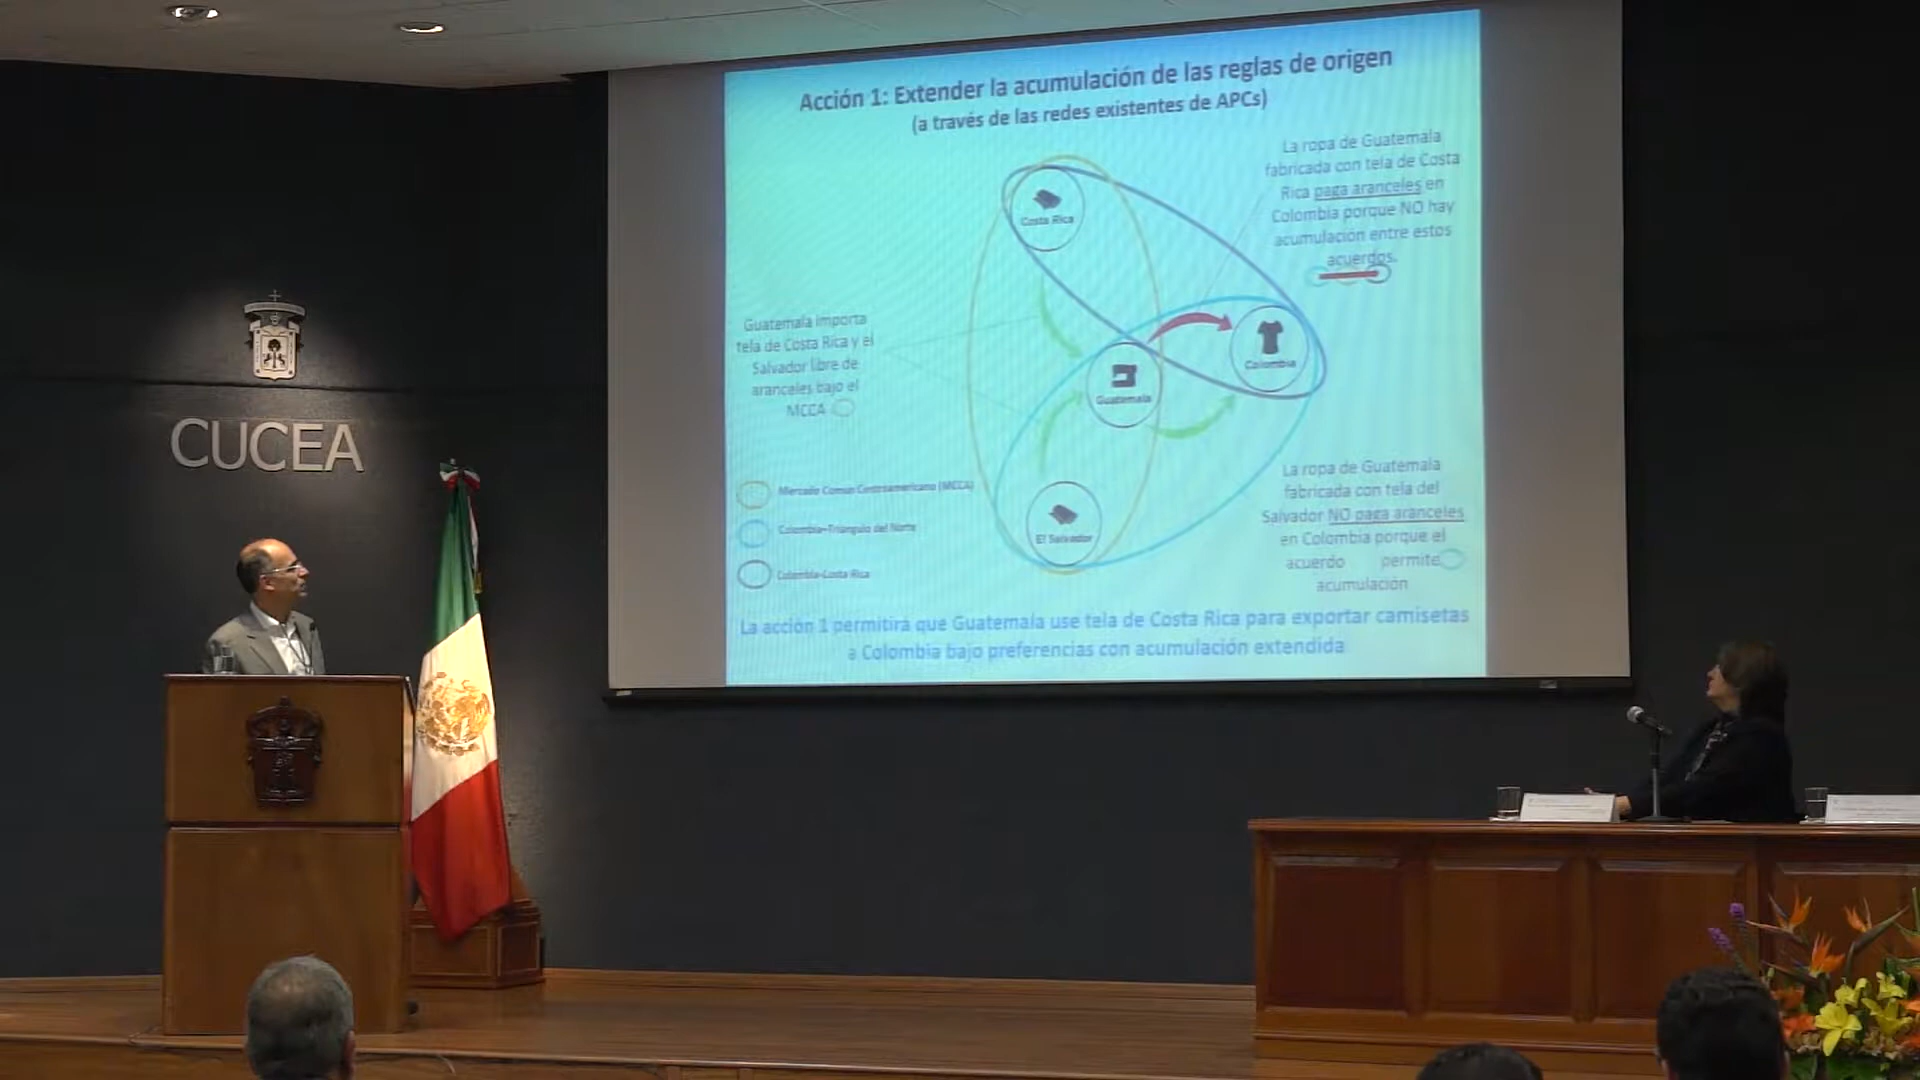 Acción 1: Extender la acumulación de las reglas de origen
(a través de las redes existentes de APCs)
La ropa de Guatemala
fabricada con tela de Costa
Rica paga aranceles en
Colombia porque NO hay
acumulación entre estos
acuerdos.
Costa Rica
Guatemala importa
tela de Costa Rica y el
Salvador libre de
aranceles bajo el
MCCA
Colombia
Guatemala
El Salvador
Mercado Común Centroamericano (MCCA)
Colombia-Triángulo del Norte
Colombia-Costa Rica
La ropa de Guatemala
fabricada con tela del
Salvador NO paga aranceles
en Colombia porque el
acuerdo permite
acumulación
La acción 1 permitirá que Guatemala use tela de Costa Rica para exportar camisetas
a Colombia bajo preferencias con acumulación extendida
CUCEA